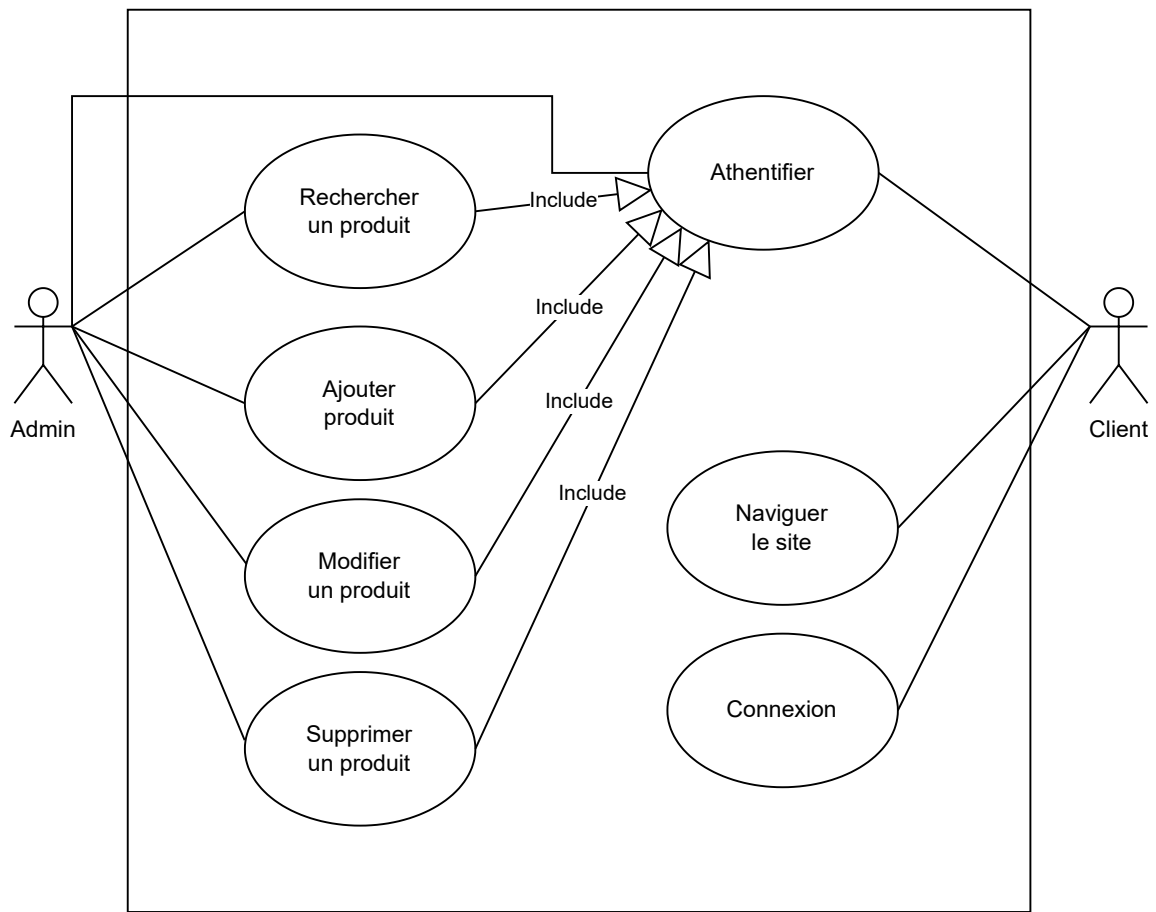 Athentifier
Rechercher
un produit
Include
Include
Ajouter
produit
Include
Admin
Client
Include
Naviguer
le site
Modifier
un produit
Connexion
Supprimer
un produit